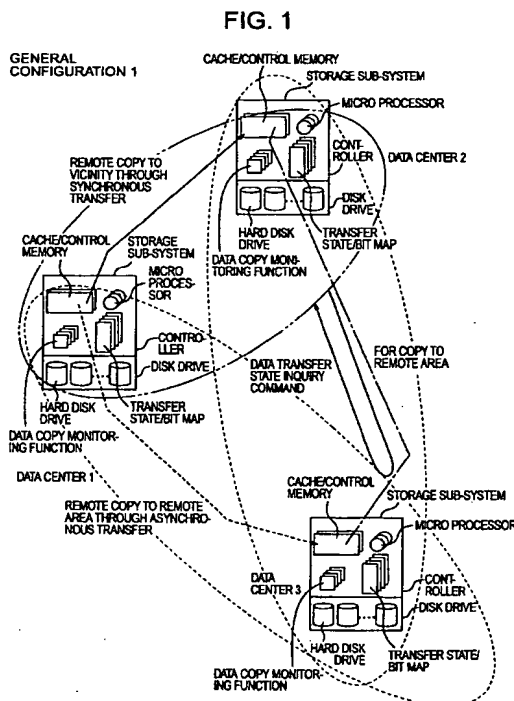 FIG. 1
GENERAL
CONFIGURATION 1
CACHE/CONTROL MEMORY
STORAGE SUB-SYSTEM
MICRO PROCESSOR
CONT-
ROLLER
DATA CENTER 2
DISK
DRIVE
HARD DISK
DRIVE
TRANSFER
STATE/BIT MAP
DATA COPY MONI-
TORING FUNCTION
REMOTE COPY TO
VICINITY THROUGH
SYNCHRONOUS
TRANSFER
CACHE/CONTROL
MEMORY
STORAGE SUB-SYSTEM
MICRO
PROCES-
SOR
CONTRO-
LLER
DISK DRIVE
HARD DISK
DRIVE
TRANSFER
STATE/BIT MAP
DATA COPY MONITOR-
ING FUNCTION
DATA CENTER 1
DATA TRANSFER
STATE INQUIRY
COMMAND
FOR COPY TO
REMOTE AREA
REMOTE COPY TO REMOTE
AREA THROUGH ASYNCHRO-
NOUS TRANSFER
CACHE/CONTROL
MEMORY
STORAGE SUB-SYSTEM
MICRO PROCESSOR
DATA
CENTER 3
CONT-
ROLLER
DISK DRIVE
HARD DISK
DRIVE
TRANSFER STATE/
BIT MAP
DATA COPY MONITOR-
ING FUNCTION